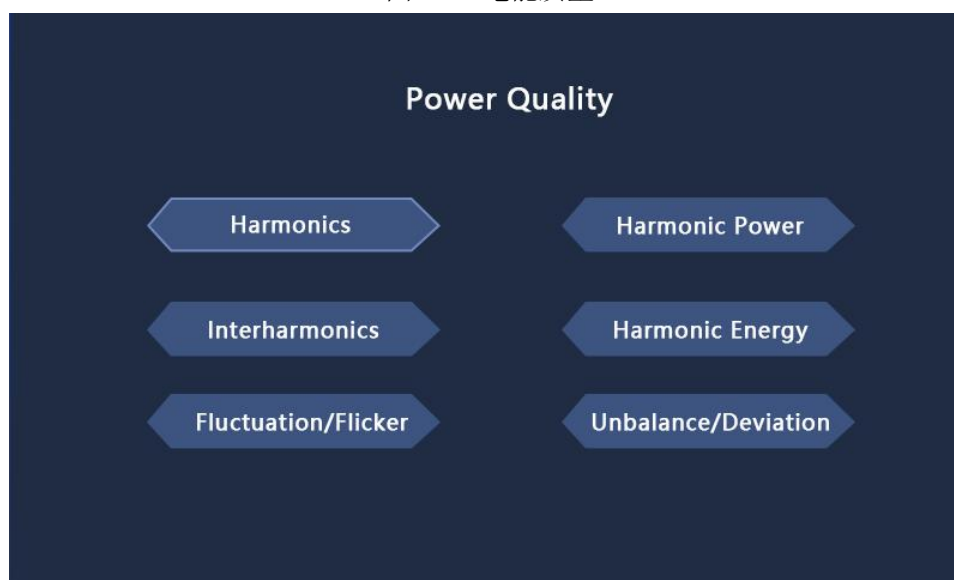 Power Quality
Harmonics
Harmonic Power
Interharmonics
Harmonic Energy
Fluctuation/Flicker
Unbalance/Deviation